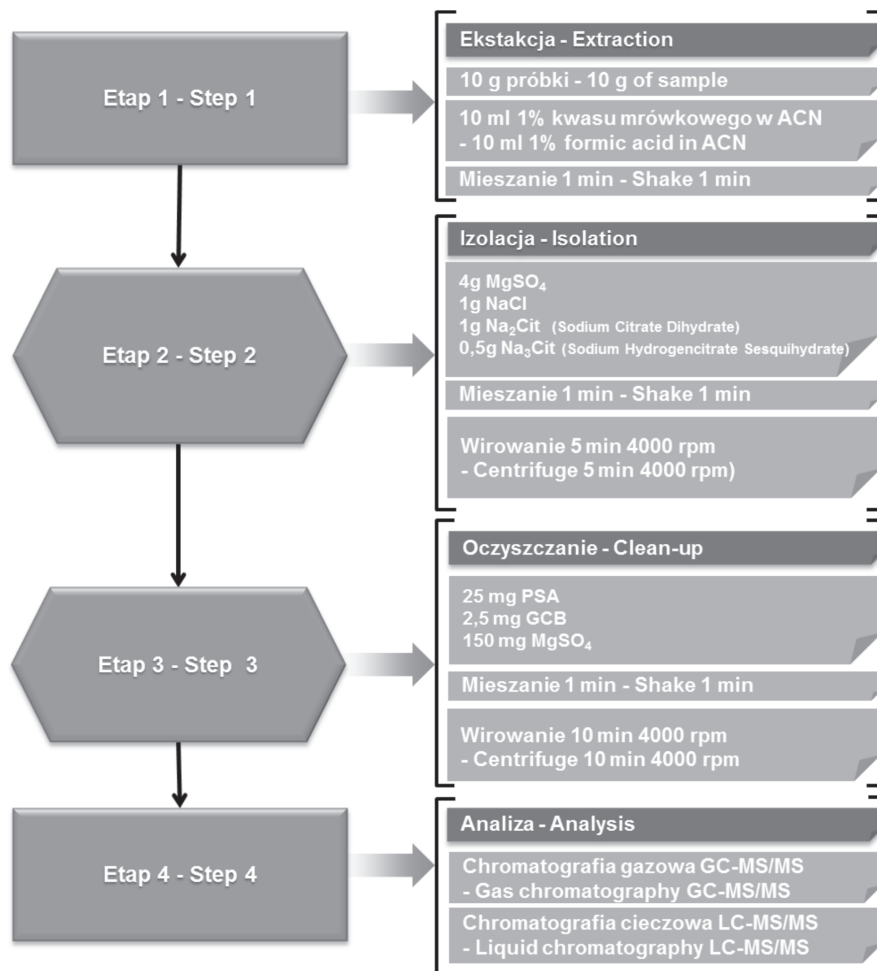 Etap 1 - Step 1
Ekstakcja - Extraction
10 g próbki - 10 g of sample
10 ml 1% kwasu mrówkowego w ACN
- 10 ml 1% formic acid in ACN
Mieszanie 1 min - Shake 1 min
Etap 2 - Step 2
Izolacja - Isolation
4g MgSO₄
1g NaCl
1g Na₂Cit (Sodium Citrate Dihydrate)
0,5g Na₃Cit (Sodium Hydrogencitrate Sesquihydrate)
Mieszanie 1 min - Shake 1 min
Wirowanie 5 min 4000 rpm
- Centrifuge 5 min 4000 rpm)
Etap 3 - Step 3
Oczyszczanie - Clean-up
25 mg PSA
2,5 mg GCB
150 mg MgSO₄
Mieszanie 1 min - Shake 1 min
Wirowanie 10 min 4000 rpm
- Centrifuge 10 min 4000 rpm
Etap 4 - Step 4
Analiza - Analysis
Chromatografia gazowa GC-MS/MS
- Gas chromatography GC-MS/MS
Chromatografia cieczowa LC-MS/MS
- Liquid chromatography LC-MS/MS